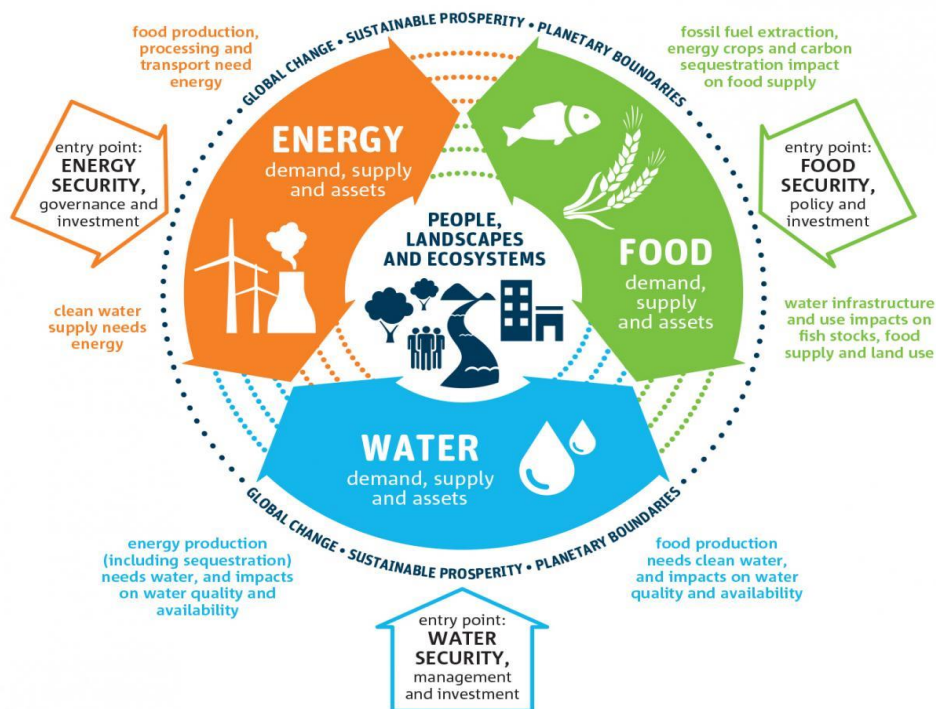 GLOBAL CHANGE • SUSTAINABLE PROSPERITY • PLANETARY BOUNDARIES
food production,
processing and
transport need
energy
fossil fuel extraction,
energy crops and carbon
sequestration impact
on food supply
entry point:
ENERGY
SECURITY,
governance and
investment
ENERGY
demand, supply
and assets
entry point:
FOOD
SECURITY,
policy and
investment
PEOPLE,
LANDSCAPES
AND ECOSYSTEMS
FOOD
demand,
supply
and assets
clean water
supply needs
energy
water infrastructure
and use impacts on
fish stocks, food
supply and land use
WATER
demand, supply
and assets
GLOBAL CHANGE • SUSTAINABLE PROSPERITY • PLANETARY BOUNDARIES
energy production
(including sequestration)
needs water, and impacts
on water quality and
availability
food production
needs clean water,
and impacts on water
quality and availability
entry point:
WATER
SECURITY,
management
and investment